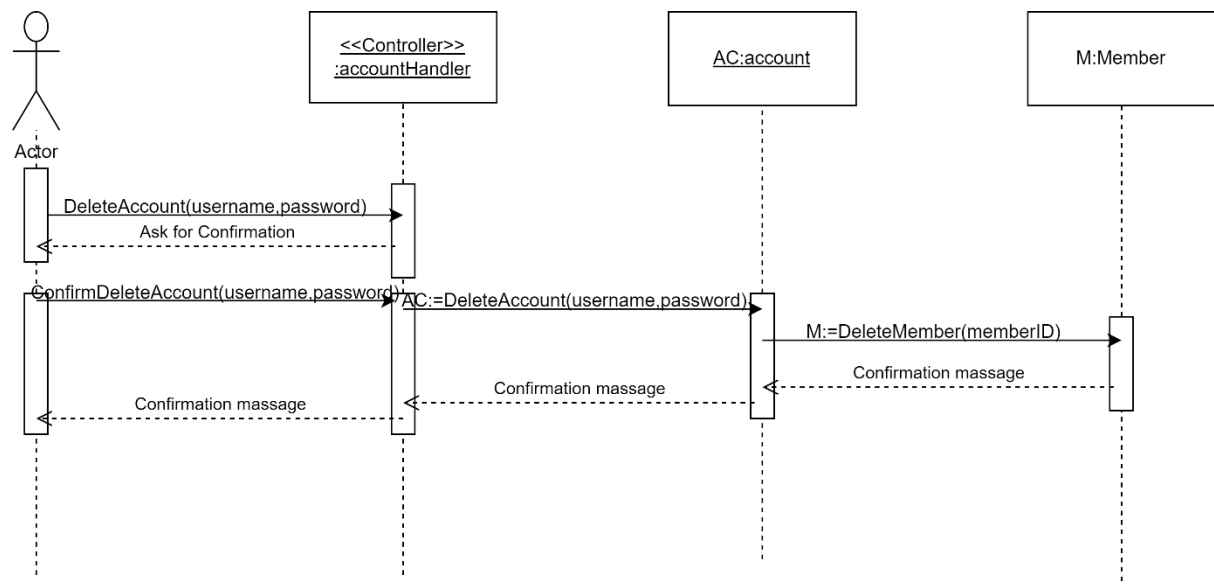 <<Controller>>
:accountHandler
AC:account
M:Member
Actor
DeleteAccount(username,password)
Ask for Confirmation
ConfirmDeleteAccount(username,password)
AC:=DeleteAccount(username,password)
M:=DeleteMember(memberID)
Confirmation massage
Confirmation massage
Confirmation massage